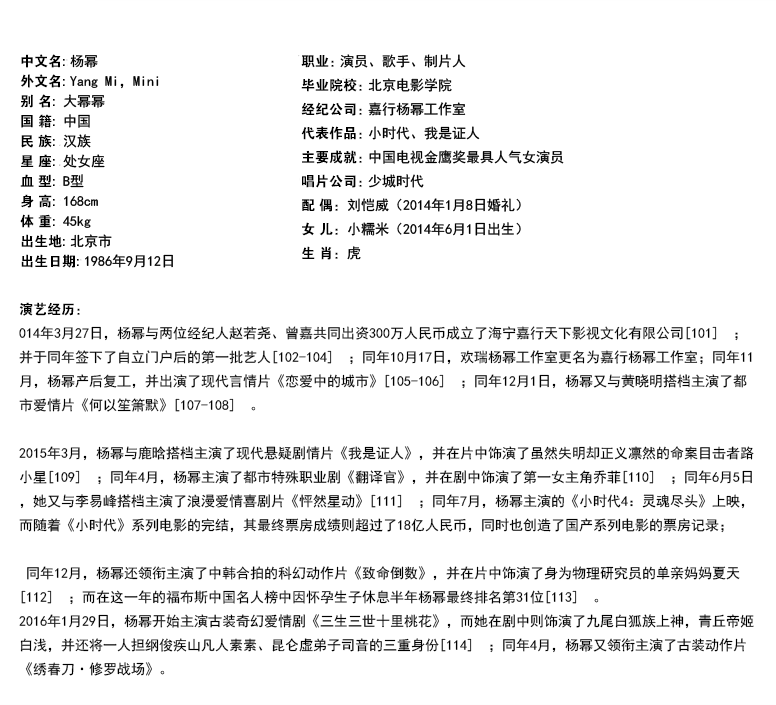 中文名: 杨幂
外文名: Yang Mi, Mini
别 名: 大幂幂
国 籍: 中国
民 族: 汉族
星 座: 处女座
血 型: B型
身 高: 168cm
体 重: 45kg
出生地: 北京市
出生日期: 1986年9月12日
职业: 演员、歌手、制片人
毕业院校: 北京电影学院
经纪公司: 嘉行杨幂工作室
代表作品: 小时代、我是证人
主要成就: 中国电视金鹰奖最具人气女演员
唱片公司: 少城时代
配 偶: 刘恺威（2014年1月8日婚礼）
女 儿: 小糯米（2014年6月1日出生）
生 肖: 虎
演艺经历:
014年3月27日，杨幂与两位经纪人赵若尧、曾嘉共同出资300万人民币成立了海宁嘉行天下影视文化有限公司[101] ；
并于同年签下了自立门户后的第一批艺人[102-104] ；同年10月17日，欢瑞杨幂工作室更名为嘉行杨幂工作室；同年11
月，杨幂产后复工，并出演了现代言情片《恋爱中的城市》[105-106] ；同年12月1日，杨幂又与黄晓明搭档主演了都
市爱情片《何以笙箫默》[107-108] 。
2015年3月，杨幂与鹿晗搭档主演了现代悬疑剧情片《我是证人》，并在片中饰演了虽然失明却正义凛然的命案目击者路
小星[109] ；同年4月，杨幂主演了都市特殊职业剧《翻译官》，并在剧中饰演了第一女主角乔菲[110] ；同年6月5日
，她又与李易峰搭档主演了浪漫爱情喜剧片《怦然星动》[111] ；同年7月，杨幂主演的《小时代4：灵魂尽头》上映，
而随着《小时代》系列电影的完结，其最终票房成绩则超过了18亿人民币，同时也创造了国产系列电影的票房记录；
同年12月，杨幂还领衔主演了中韩合拍的科幻动作片《致命倒数》，并在片中饰演了身为物理研究员的单亲妈妈夏天
[112] ；而在这一年的福布斯中国名人榜中因怀孕生子休息半年杨幂最终排名第31位[113] 。
2016年1月29日，杨幂开始主演古装奇幻爱情剧《三生三世十里桃花》，而她在剧中则饰演了九尾白狐族上神，青丘帝姬
白浅，并还将一人担纲俊疾山凡人素素、昆仑虚弟子司音的三重身份[114] ；同年4月，杨幂又领衔主演了古装动作片
《绣春刀·修罗战场》。